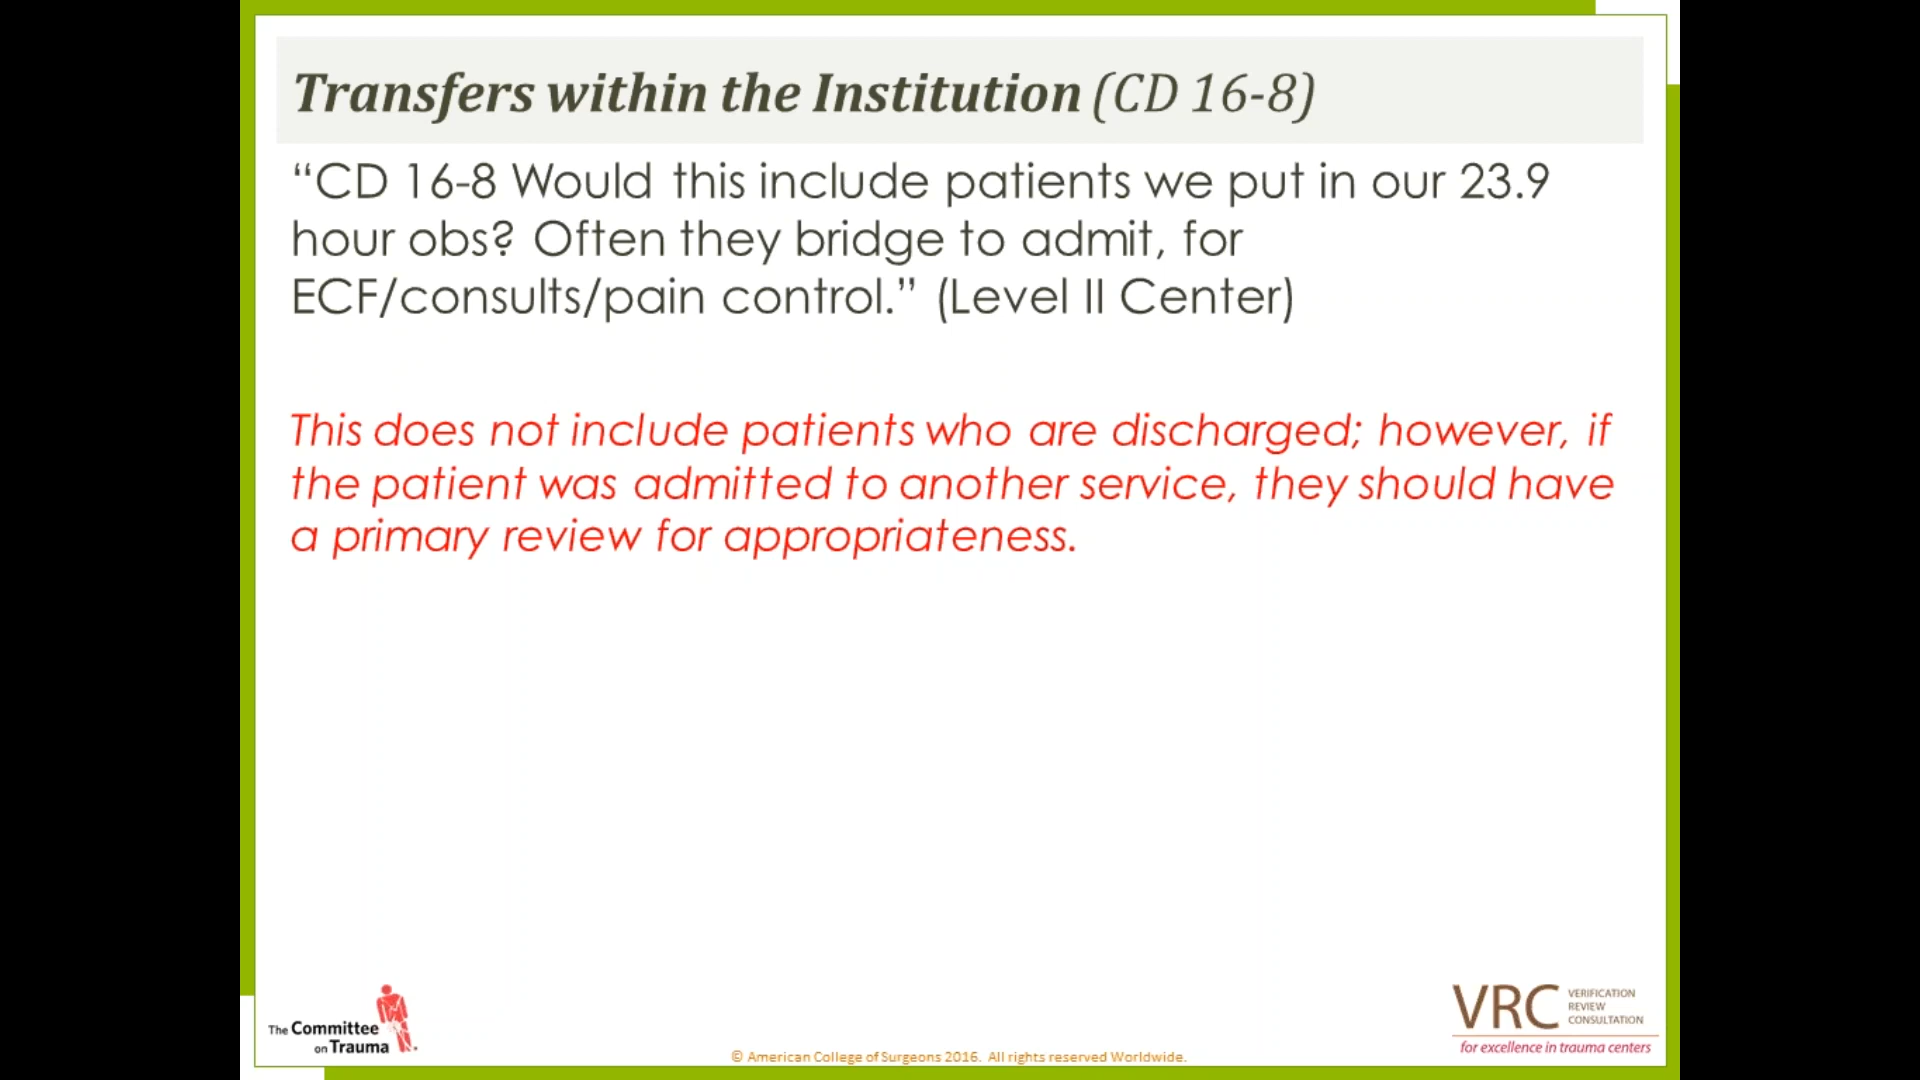 Transfers within the Institution (CD 16-8)
“CD 16-8 Would this include patients we put in our 23.9
hour obs? Often they bridge to admit, for
ECF/consults/pain control.” (Level II Center)
This does not include patients who are discharged; however, if
the patient was admitted to another service, they should have
a primary review for appropriateness.
The Committee
on Trauma
© American College of Surgeons 2016. All rights reserved Worldwide.
VRC
VERIFICATION
REVIEW
CONSULTATION
for excellence in trauma centers